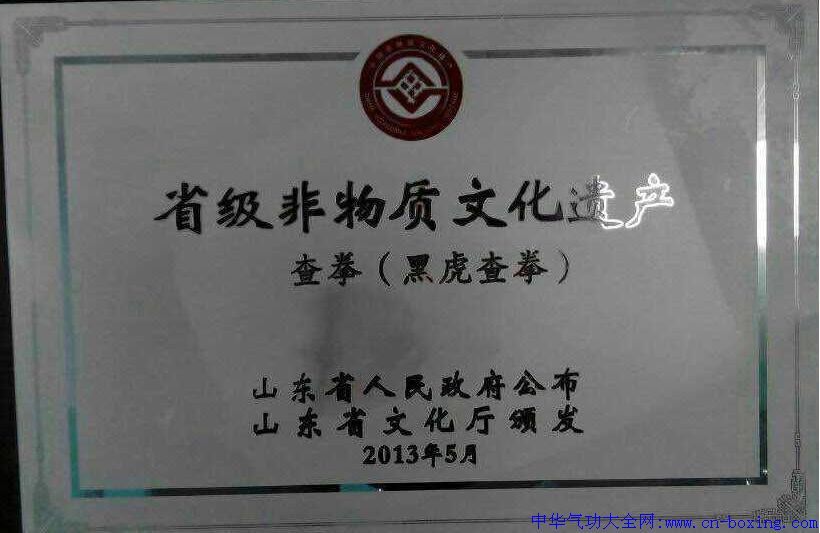 省级非物质文化遗产
查拳（黑虎查拳）
山东省人民政府公布
山东省文化厅颁发
2013年5月
中华气功大全网:www.cn-boxing.com